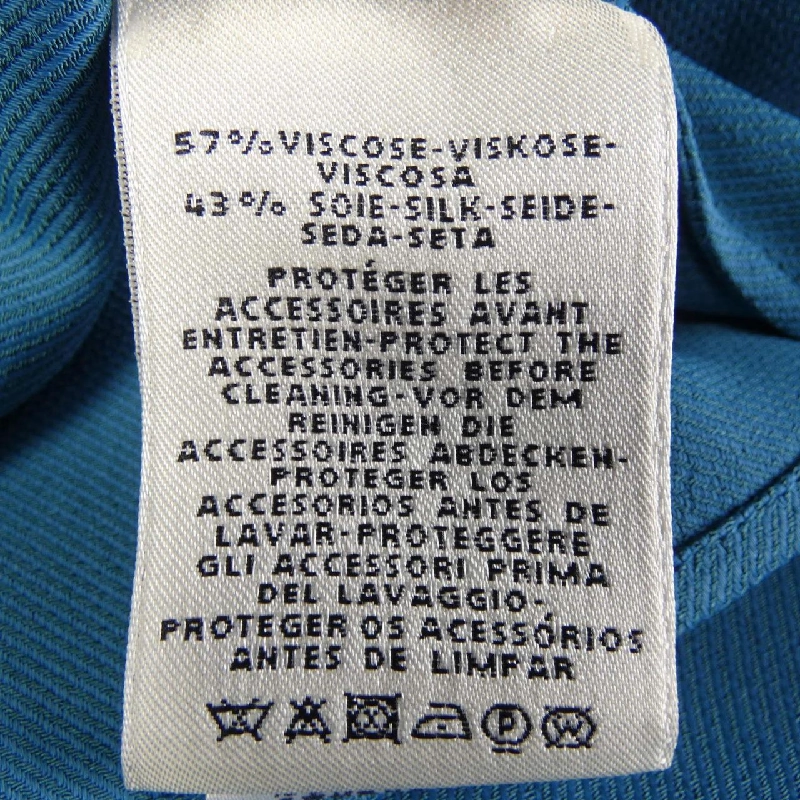 57%VISCOSE-VISKOSE-
VISCOSA
43% SOIE-SILK-SEIDE-
SEDA-SETA
PROTÉGER LES
ACCESSOIRES AVANT
ENTRETIEN-PROTECT THE
ACCESSORIES BEFORE
CLEANING-VOR DEM
REINIGEN DIE
ACCESSOIRES ABDECKEN-
PROTEGER LOS
ACCESORIOS ANTES DE
LAVAR-PROTEGGERE
GLI ACCESSORI PRIMA
DEL LAVAGGIO-
PROTEGER OS ACESSÓRIOS
ANTES DE LIMPAR
P W